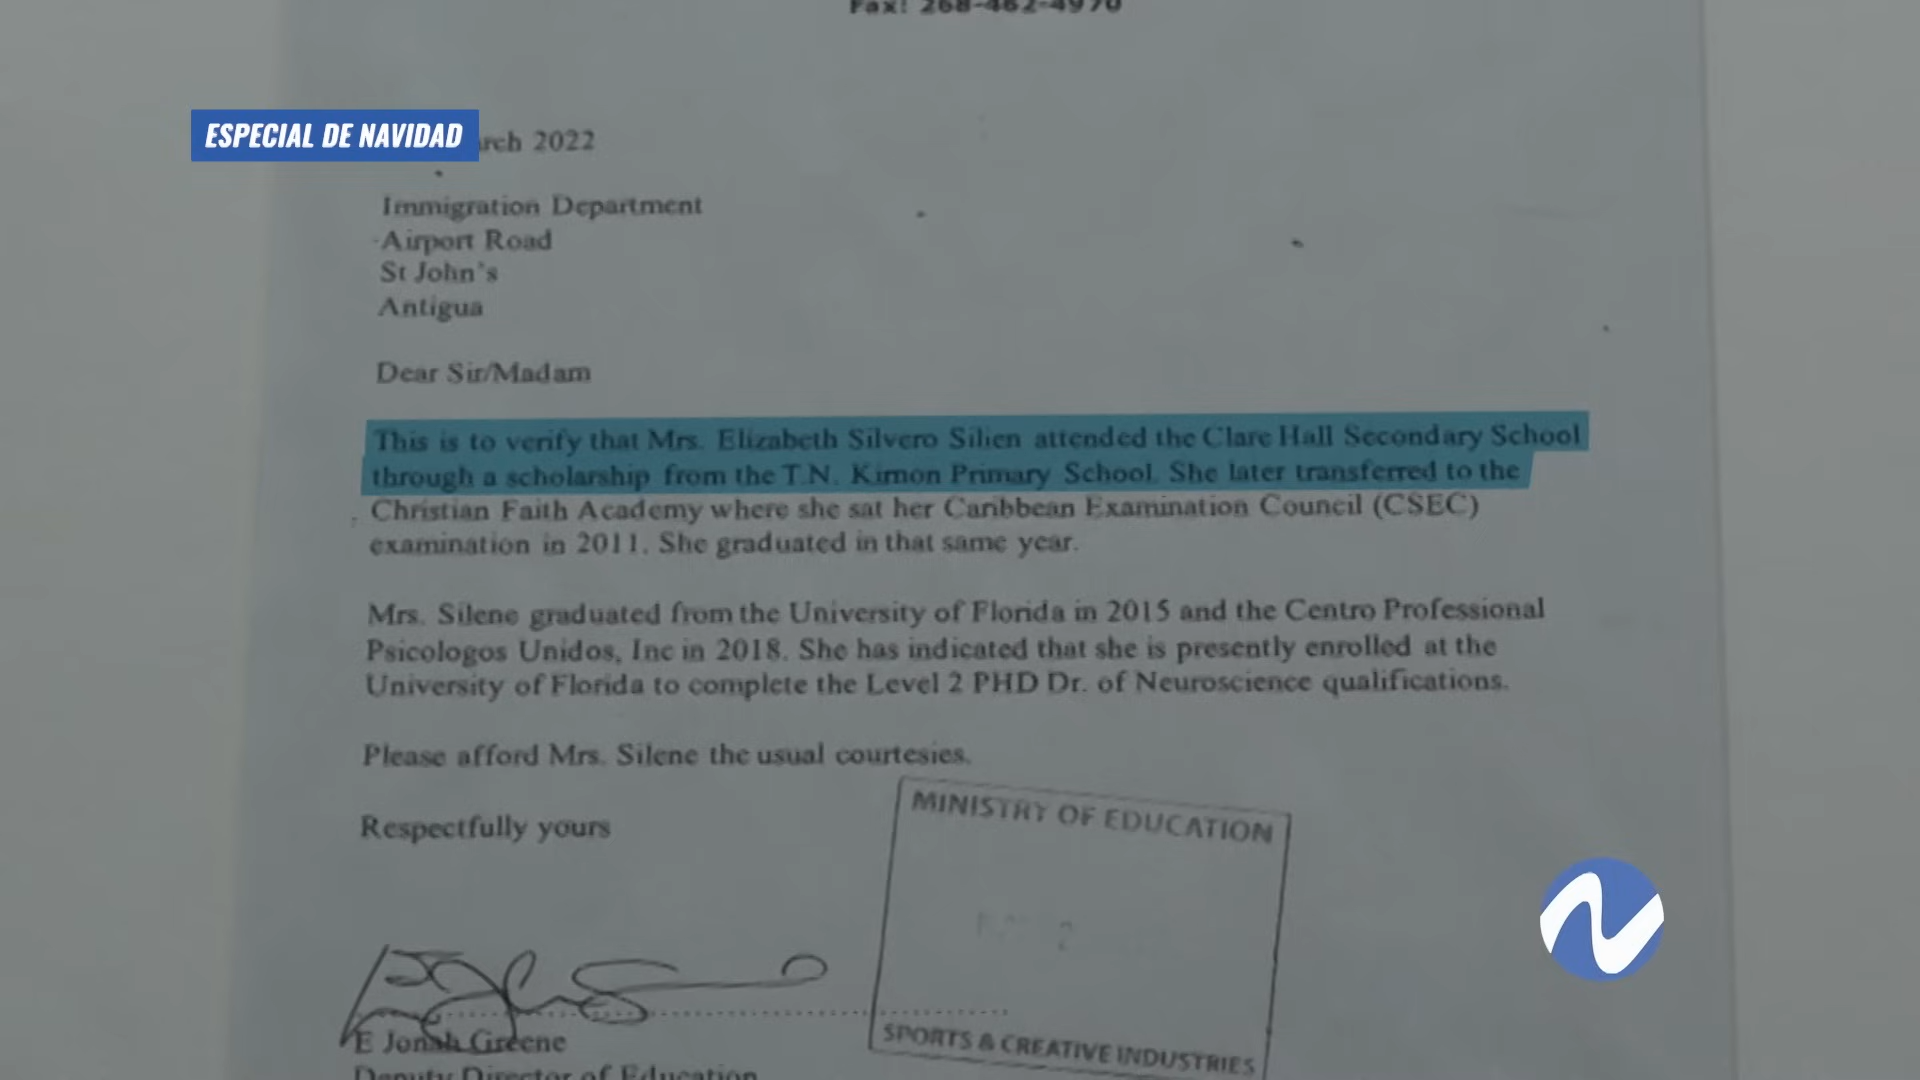 Fax: 268-462-4970
ESPECIAL DE NAVIDAD
rch 2022
Immigration Department
Airport Road
St John's
Antigua
Dear Sir/Madam
This is to verify that Mrs. Elizabeth Silvero Silien attended the Clare Hall Secondary School
through a scholarship from the T.N. Kimon Primary School. She later transferred to the
Christian Faith Academy where she sat her Caribbean Examination Council (CSEC)
examination in 2011. She graduated in that same year.
Mrs. Silene graduated from the University of Florida in 2015 and the Centro Professional
Psicologos Unidos, Inc in 2018. She has indicated that she is presently enrolled at the
University of Florida to complete the Level 2 PHD Dr. of Neuroscience qualifications.
Please afford Mrs. Silene the usual courtesies.
Respectfully yours
MINISTRY OF EDUCATION
SPORTS & CREATIVE INDUSTRIES
E Jonah Greene
Deputy Director of Education